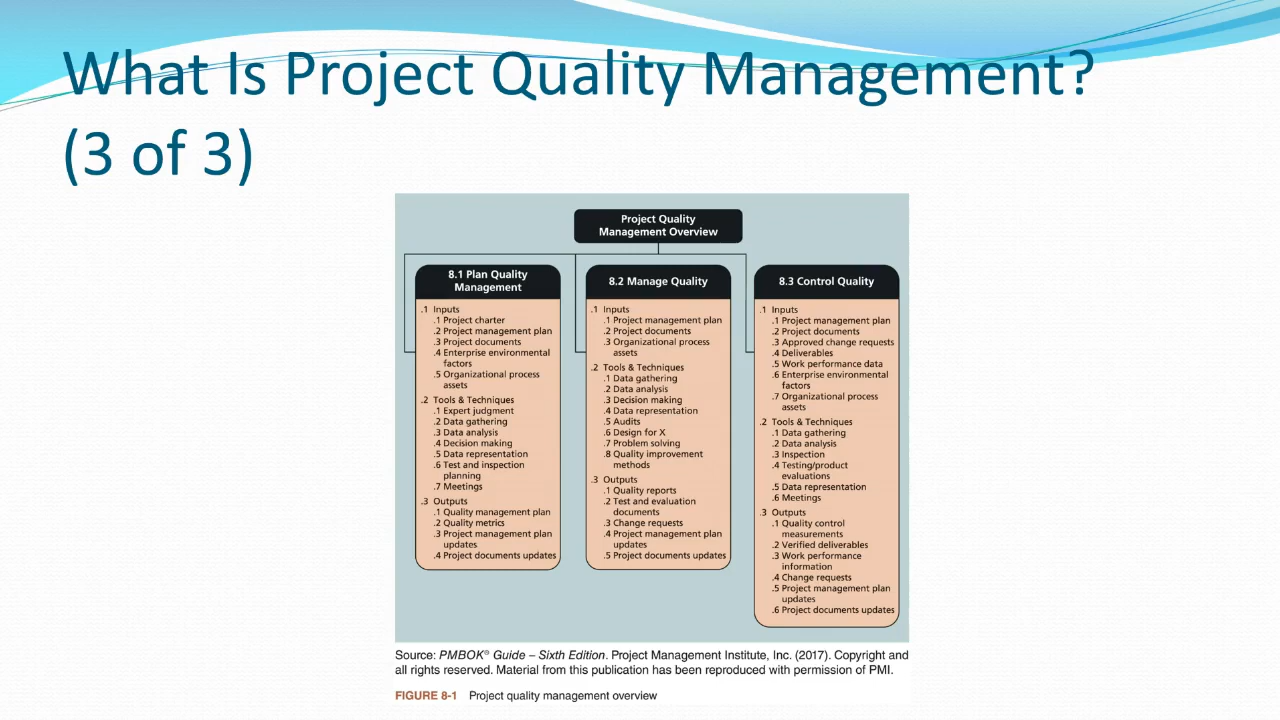 What Is Project Quality Management?
(3 of 3)
Project Quality
Management Overview
8.1 Plan Quality
Management
.1 Inputs
.1 Project charter
.2 Project management plan
.3 Project documents
.4 Enterprise environmental
factors
.5 Organizational process
assets
.2 Tools & Techniques
.1 Expert judgment
.2 Data gathering
.3 Data analysis
.4 Decision making
.5 Data representation
.6 Test and inspection
planning
.7 Meetings
.3 Outputs
.1 Quality management plan
.2 Quality metrics
.3 Project management plan
updates
.4 Project documents updates
8.2 Manage Quality
.1 Inputs
.1 Project management plan
.2 Project documents
.3 Organizational process
assets
.2 Tools & Techniques
.1 Data gathering
.2 Data analysis
.3 Decision making
.4 Data representation
.5 Audits
.6 Design for X
.7 Problem solving
.8 Quality improvement
methods
.3 Outputs
.1 Quality reports
.2 Test and evaluation
documents
.3 Change requests
.4 Project management plan
updates
.5 Project documents updates
8.3 Control Quality
.1 Inputs
.1 Project management plan
.2 Project documents
.3 Approved change requests
.4 Deliverables
.5 Work performance data
.6 Enterprise environmental
factors
.7 Organizational process
assets
.2 Tools & Techniques
.1 Data gathering
.2 Data analysis
.3 Inspection
.4 Testing/product
evaluations
.5 Data representation
.6 Meetings
.3 Outputs
.1 Quality control
measurements
.2 Verified deliverables
.3 Work performance
information
.4 Change requests
.5 Project management plan
updates
.6 Project documents updates
Source: PMBOK® Guide – Sixth Edition. Project Management Institute, Inc. (2017). Copyright and
all rights reserved. Material from this publication has been reproduced with permission of PMI.
FIGURE 8-1 Project quality management overview